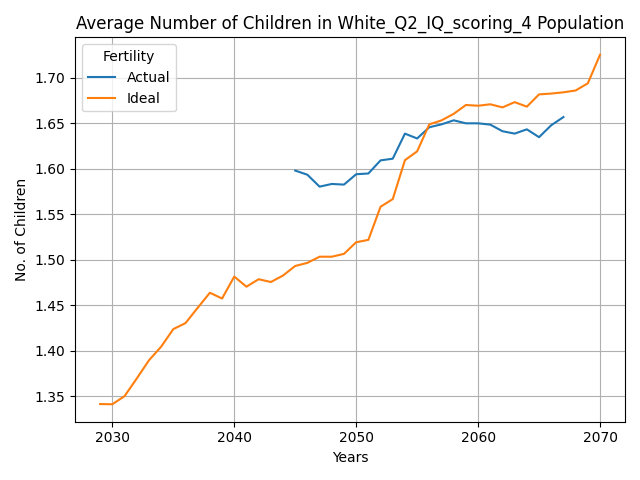 Average Number of Children in White_Q2_IQ_scoring_4 Population
Fertility
Actual
Ideal
No. of Children
1.70
1.65
1.60
1.55
1.50
1.45
1.40
1.35
2030 2040 2050 2060 2070
Years